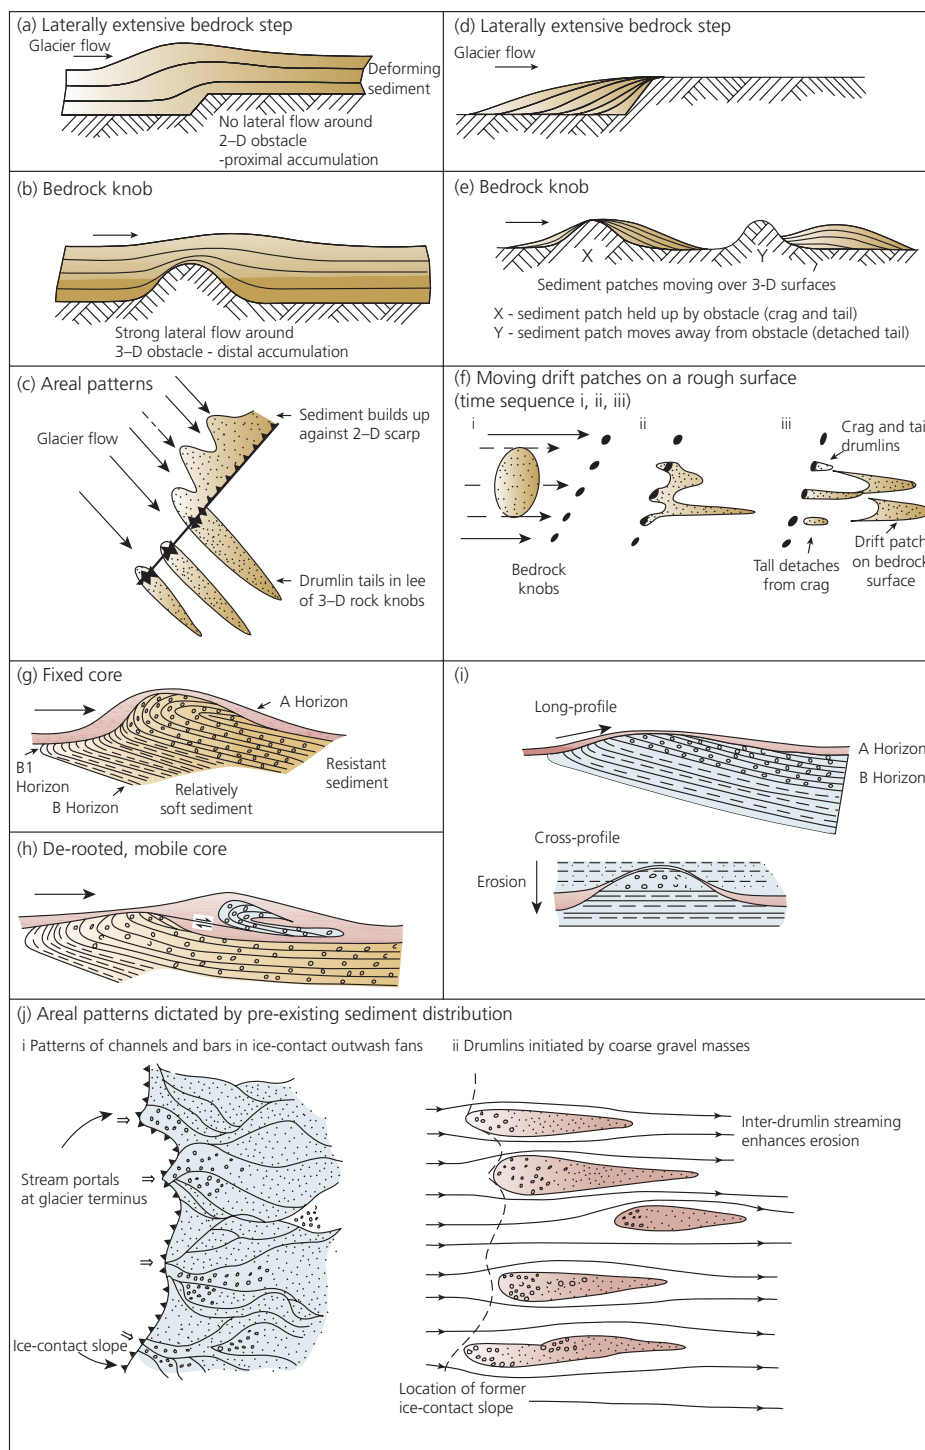 (a) Laterally extensive bedrock step
Glacier flow
Deforming
sediment
No lateral flow around
2–D obstacle
-proximal accumulation
(d) Laterally extensive bedrock step
Glacier flow
(b) Bedrock knob
Strong lateral flow around
3–D obstacle - distal accumulation
(e) Bedrock knob
X
Y
Sediment patches moving over 3-D surfaces
X - sediment patch held up by obstacle (crag and tail)
Y - sediment patch moves away from obstacle (detached tail)
(c) Areal patterns
Glacier flow
Sediment builds up
against 2–D scarp
Drumlin tails in lee
of 3–D rock knobs
(f) Moving drift patches on a rough surface
(time sequence i, ii, iii)
i
ii
iii
Crag and tail
drumlins
Bedrock
knobs
Tall detaches
from crag
Drift patch
on bedrock
surface
(g) Fixed core
A Horizon
B1
Horizon
B Horizon
Relatively
soft sediment
Resistant
sediment
(h) De-rooted, mobile core
(i)
Long-profile
A Horizon
B Horizon
Cross-profile
Erosion
(j) Areal patterns dictated by pre-existing sediment distribution
i Patterns of channels and bars in ice-contact outwash fans
Stream portals
at glacier terminus
Ice-contact slope
ii Drumlins initiated by coarse gravel masses
Inter-drumlin streaming
enhances erosion
Location of former
ice-contact slope